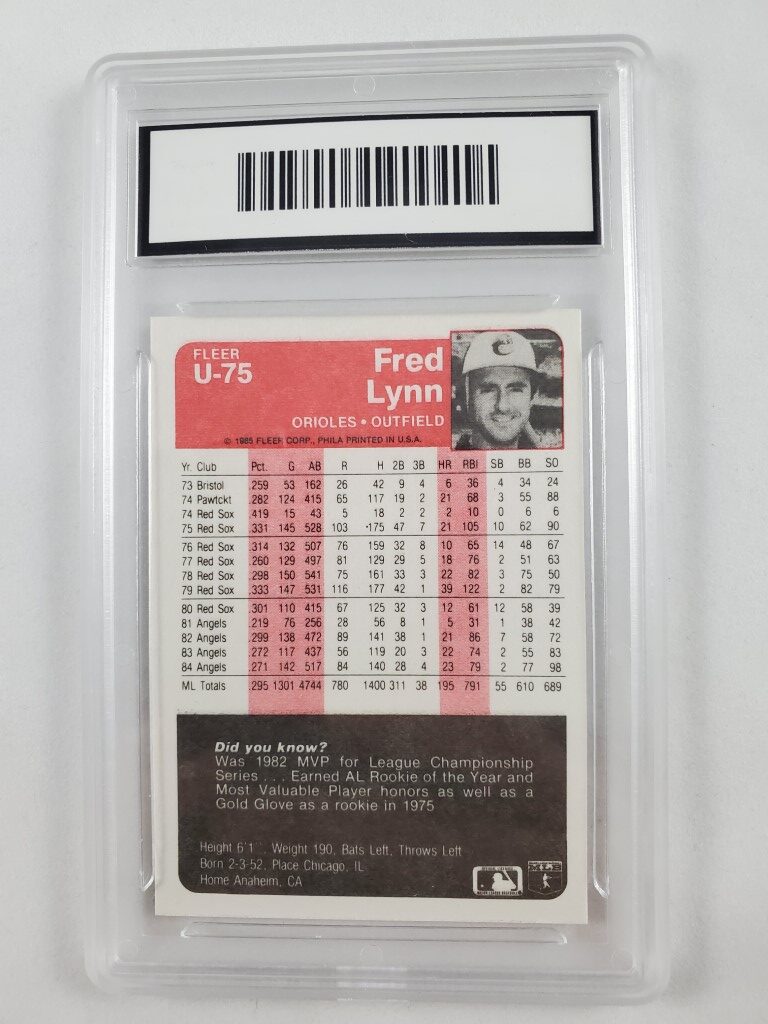 FLEER
U-75
Fred
Lynn
ORIOLES • OUTFIELD
© 1985 FLEER CORP., PHILA PRINTED IN U.S.A.
Yr. Club Pct. G AB R H 2B 3B HR RBI SB BB SO
73 Bristol .259 53 162 26 42 9 4 6 36 4 34 24
74 Pawtckt .282 124 415 65 117 19 2 21 68 3 55 88
74 Red Sox .419 15 43 5 18 2 2 2 10 0 6 6
75 Red Sox .331 145 528 103 175 47 7 21 105 10 62 90
76 Red Sox .314 132 507 76 159 32 8 10 65 14 48 67
77 Red Sox .260 129 497 81 129 29 5 18 76 2 51 63
78 Red Sox .298 150 541 75 161 33 3 22 82 3 75 50
79 Red Sox .333 147 531 116 177 42 1 39 122 2 82 79
80 Red Sox .301 110 415 67 125 32 3 12 61 12 58 39
81 Angels .219 76 256 28 56 8 1 5 31 1 38 42
82 Angels .299 138 472 89 141 38 1 21 86 7 58 72
83 Angels .272 117 437 56 119 20 3 22 74 2 55 83
84 Angels .271 142 517 84 140 28 4 23 79 2 77 98
ML Totals .295 1301 4744 780 1400 311 38 195 791 55 610 689
Did you know?
Was 1982 MVP for League Championship
Series . . . Earned AL Rookie of the Year and
Most Valuable Player honors as well as a
Gold Glove as a rookie in 1975
Height 6'1", Weight 190, Bats Left, Throws Left
Born 2-3-52, Place Chicago, IL
Home Anaheim, CA